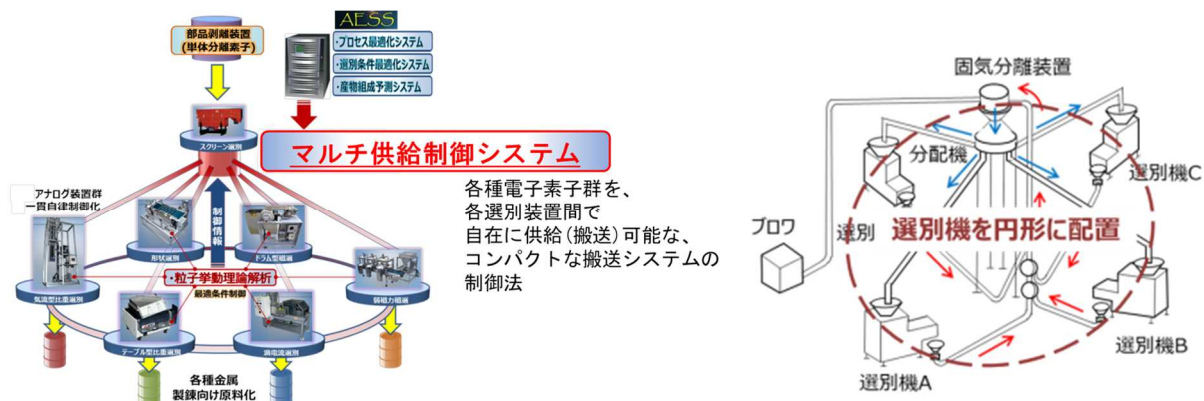 部品剥離装置
(単体分離素子)
AESS
・プロセス最適化システム
・選別条件最適化システム
・産物組成予測システム
スクリーン選別
マルチ供給制御システム
アナログ装置群
一貫自律制御化
制御情報
形状選別
ドラム型磁選
・粒子挙動理論解析
最適条件制御
気流型比重選別
弱磁力磁選
テーブル型比重選別
渦電流選別
各種金属
製錬向け原料化
各種電子素子群を、
各選別装置間で
自在に供給(搬送)可能な、
コンパクトな搬送システムの
制御法
固気分離装置
分配機
選別機C
ブロワ
選別
選別機を円形に配置
選別機B
選別機A